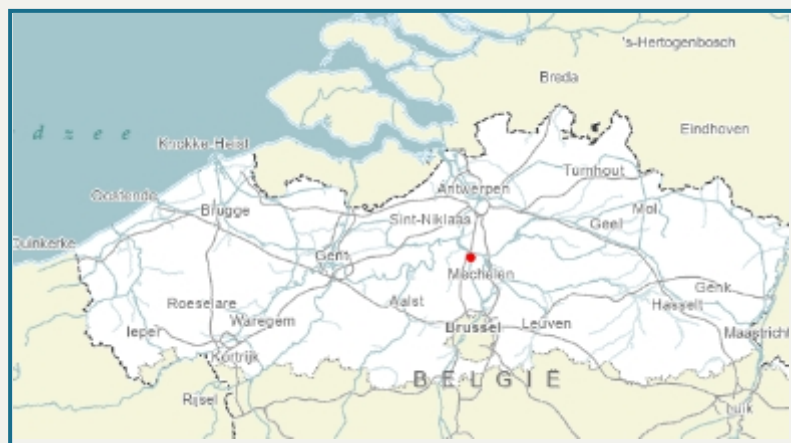 's-Hertogenbosch
Breda
Eindhoven
d z e e
Knokke-Heist
Turnhout
Antwerpen
Oostende
Mol
Brugge
Sint-Niklaas
Geel
Duinkerke
Gent
Mechelen
Genk
Roeselare
Aalst
Hasselt
Waregem
Brussel
Leuven
Ieper
Maastricht
Kortrijk
BELGIË
Rijsel
Luik